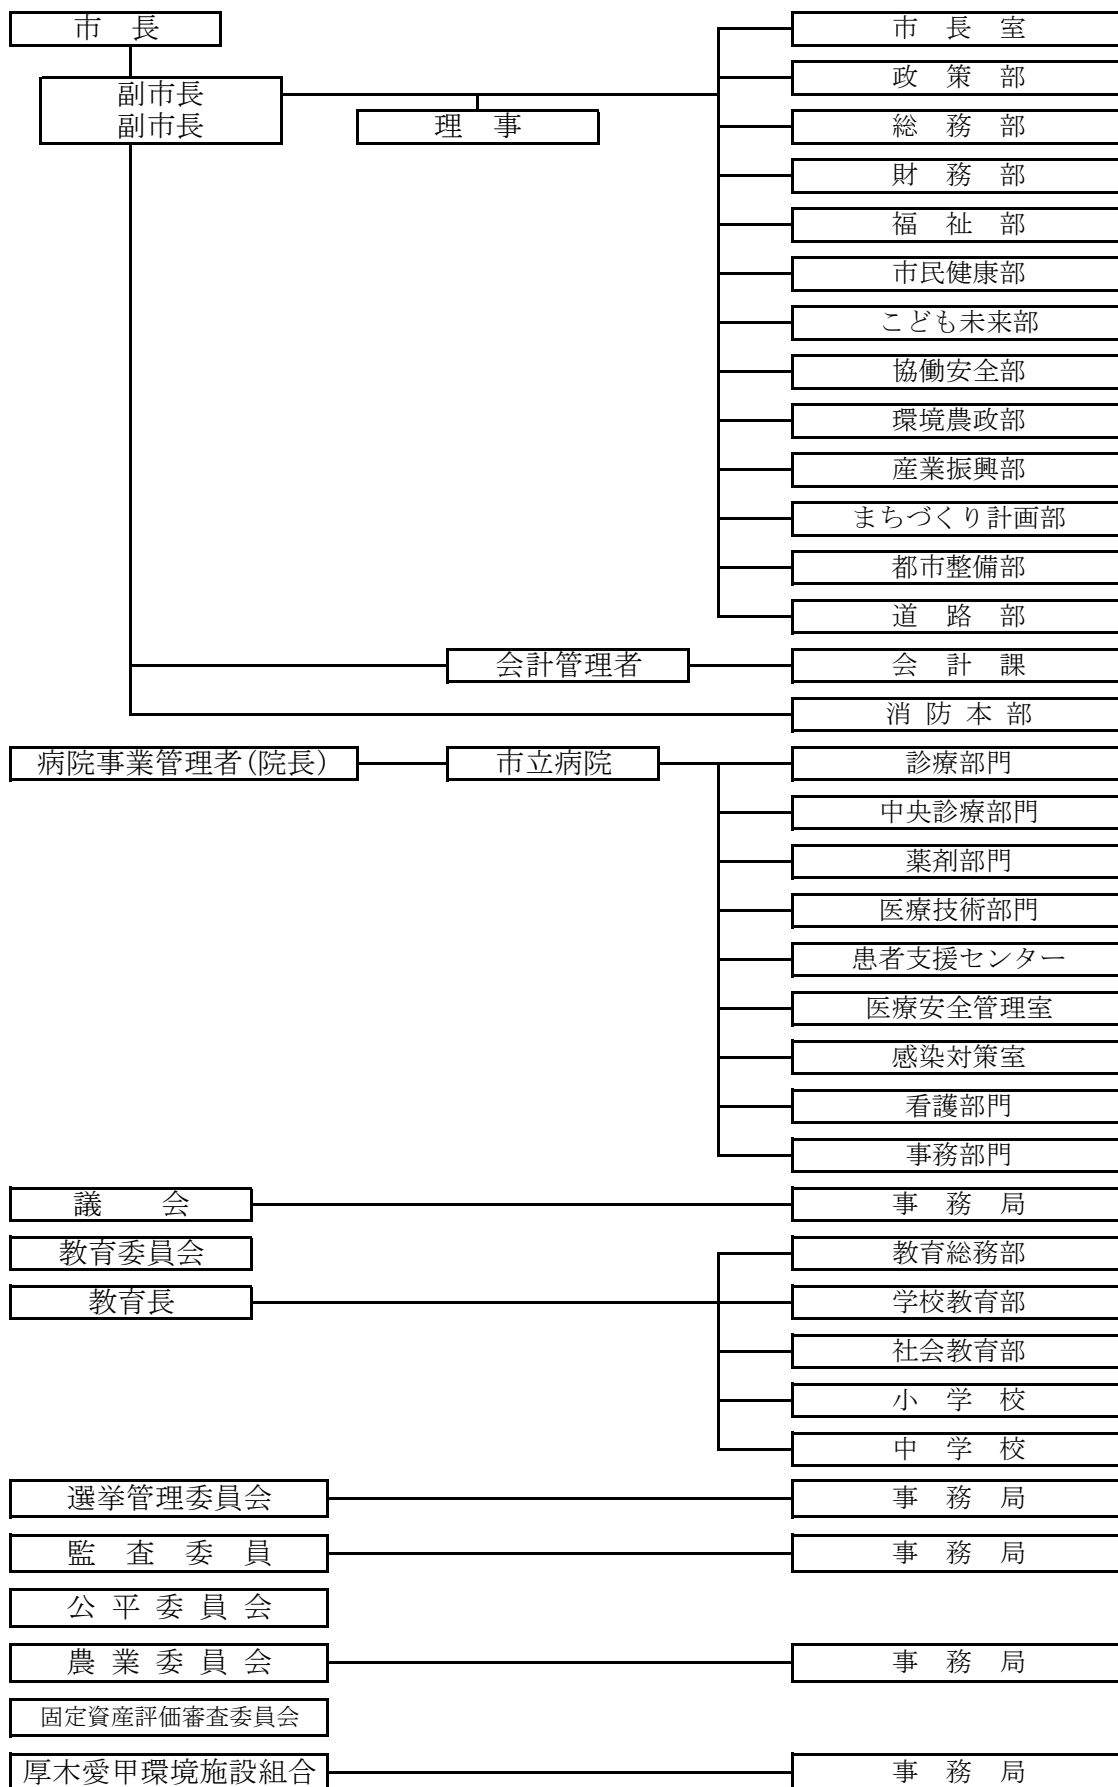 市 長
市 長 室
副市長
副市長
政 策 部
理 事
総 務 部
財 務 部
福 祉 部
市民健康部
こども未来部
協働安全部
環境農政部
産業振興部
まちづくり計画部
都市整備部
道 路 部
会計管理者
会 計 課
消 防 本 部
病院事業管理者(院長)
市立病院
診療部門
中央診療部門
薬剤部門
医療技術部門
患者支援センター
医療安全管理室
感染対策室
看護部門
事務部門
議 会
事 務 局
教育委員会
教育総務部
教育長
学校教育部
社会教育部
小 学 校
中 学 校
選挙管理委員会
事 務 局
監 査 委 員
事 務 局
公 平 委 員 会
農 業 委 員 会
事 務 局
固定資産評価審査委員会
厚木愛甲環境施設組合
事 務 局